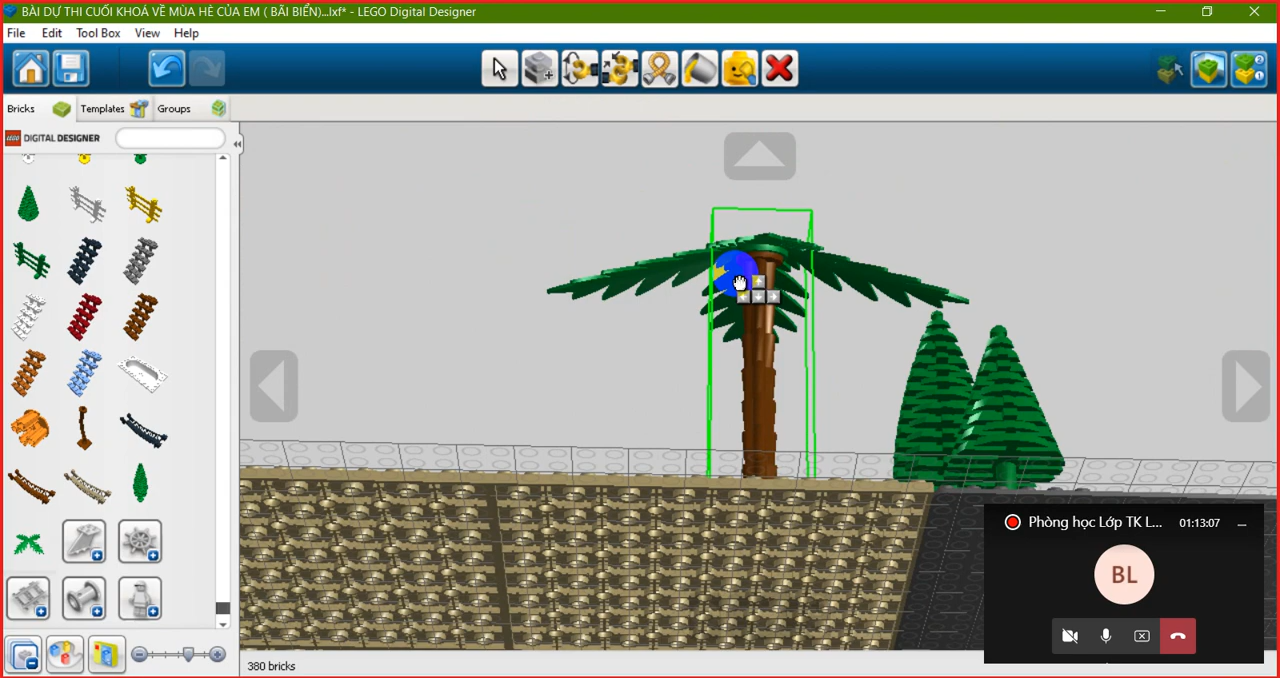 BÀI DỰ THI CUỐI KHOÁ VỀ MÙA HÈ CỦA EM ( BÃI BIỂN)...lxf* - LEGO Digital Designer
File Edit Tool Box View Help
Bricks Templates Groups
LEGO DIGITAL DESIGNER
Phòng học Lớp TK L... 01:13:07
BL
380 bricks